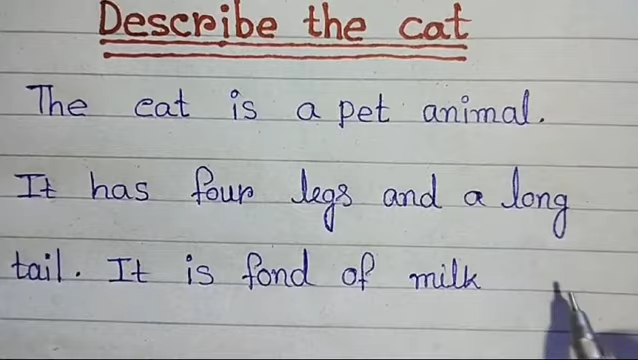 Describe the cat
The cat is a pet animal.
It has four legs and a long
tail. It is fond of milk